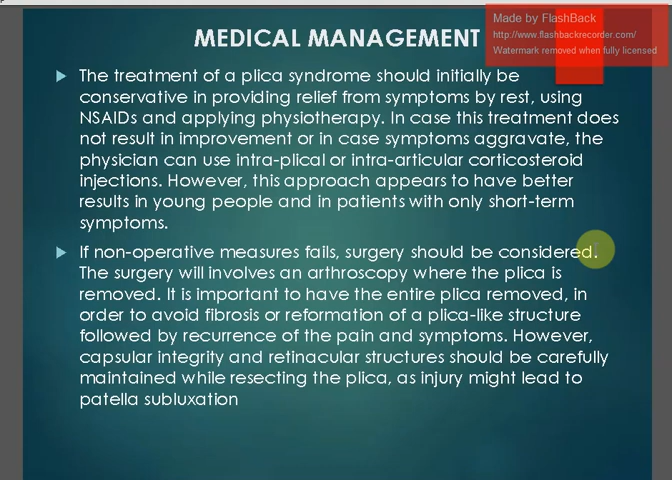 MEDICAL MANAGEMENT
Made by FlashBack
http://www.flashbackrecorder.com/
Watermark removed when fully licensed
The treatment of a plica syndrome should initially be
conservative in providing relief from symptoms by rest, using
NSAIDs and applying physiotherapy. In case this treatment does
not result in improvement or in case symptoms aggravate, the
physician can use intra-plical or intra-articular corticosteroid
injections. However, this approach appears to have better
results in young people and in patients with only short-term
symptoms.
If non-operative measures fails, surgery should be considered.
The surgery will involves an arthroscopy where the plica is
removed. It is important to have the entire plica removed, in
order to avoid fibrosis or reformation of a plica-like structure
followed by recurrence of the pain and symptoms. However,
capsular integrity and retinacular structures should be carefully
maintained while resecting the plica, as injury might lead to
patella subluxation